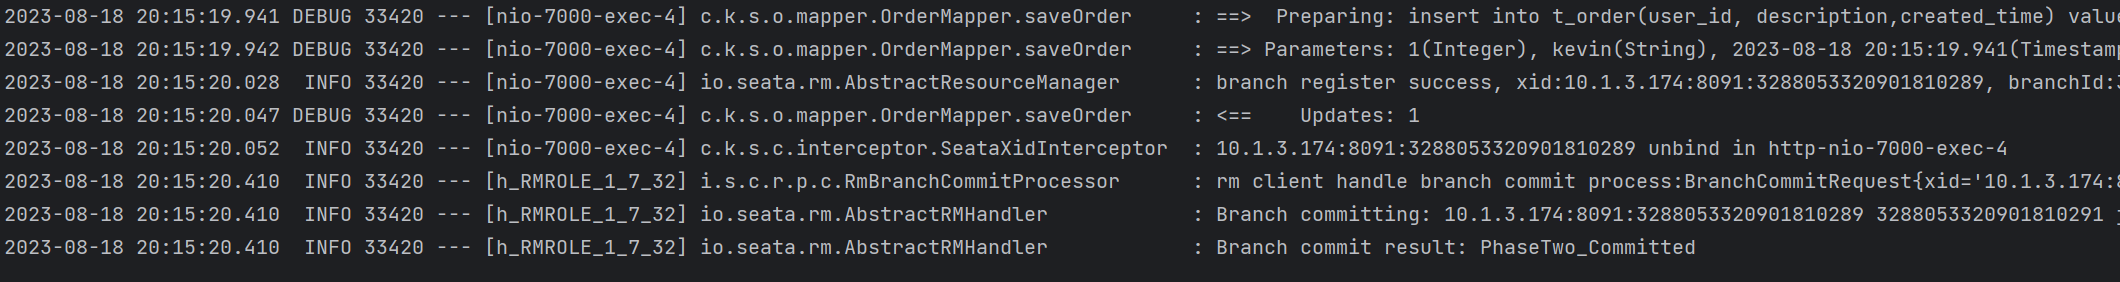 2023-08-18 20:15:19.941 DEBUG 33420 --- [nio-7000-exec-4] c.k.s.o.mapper.OrderMapper.saveOrder : ==> Preparing: insert into t_order(user_id, description,created_time)
2023-08-18 20:15:19.942 DEBUG 33420 --- [nio-7000-exec-4] c.k.s.o.mapper.OrderMapper.saveOrder : ==> Parameters: 1(Integer), kevin(String), 2023-08-18 20:15:19.941(Timestamp
2023-08-18 20:15:20.028 INFO 33420 --- [nio-7000-exec-4] io.seata.rm.AbstractResourceManager : branch register success, xid:10.1.3.174:8091:3288053320901810289, branchId:
2023-08-18 20:15:20.047 DEBUG 33420 --- [nio-7000-exec-4] c.k.s.o.mapper.OrderMapper.saveOrder : <== Updates: 1
2023-08-18 20:15:20.052 INFO 33420 --- [nio-7000-exec-4] c.k.s.c.interceptor.SeataXidInterceptor : 10.1.3.174:8091:3288053320901810289 unbind in http-nio-7000-exec-4
2023-08-18 20:15:20.410 INFO 33420 --- [h_RMROLE_1_7_32] i.s.c.r.p.c.RmBranchCommitProcessor : rm client handle branch commit process:BranchCommitRequest{xid='10.1.3.174:
2023-08-18 20:15:20.410 INFO 33420 --- [h_RMROLE_1_7_32] io.seata.rm.AbstractRMHandler : Branch committing: 10.1.3.174:8091:3288053320901810289 3288053320901810291
2023-08-18 20:15:20.410 INFO 33420 --- [h_RMROLE_1_7_32] io.seata.rm.AbstractRMHandler : Branch commit result: PhaseTwo_Committed